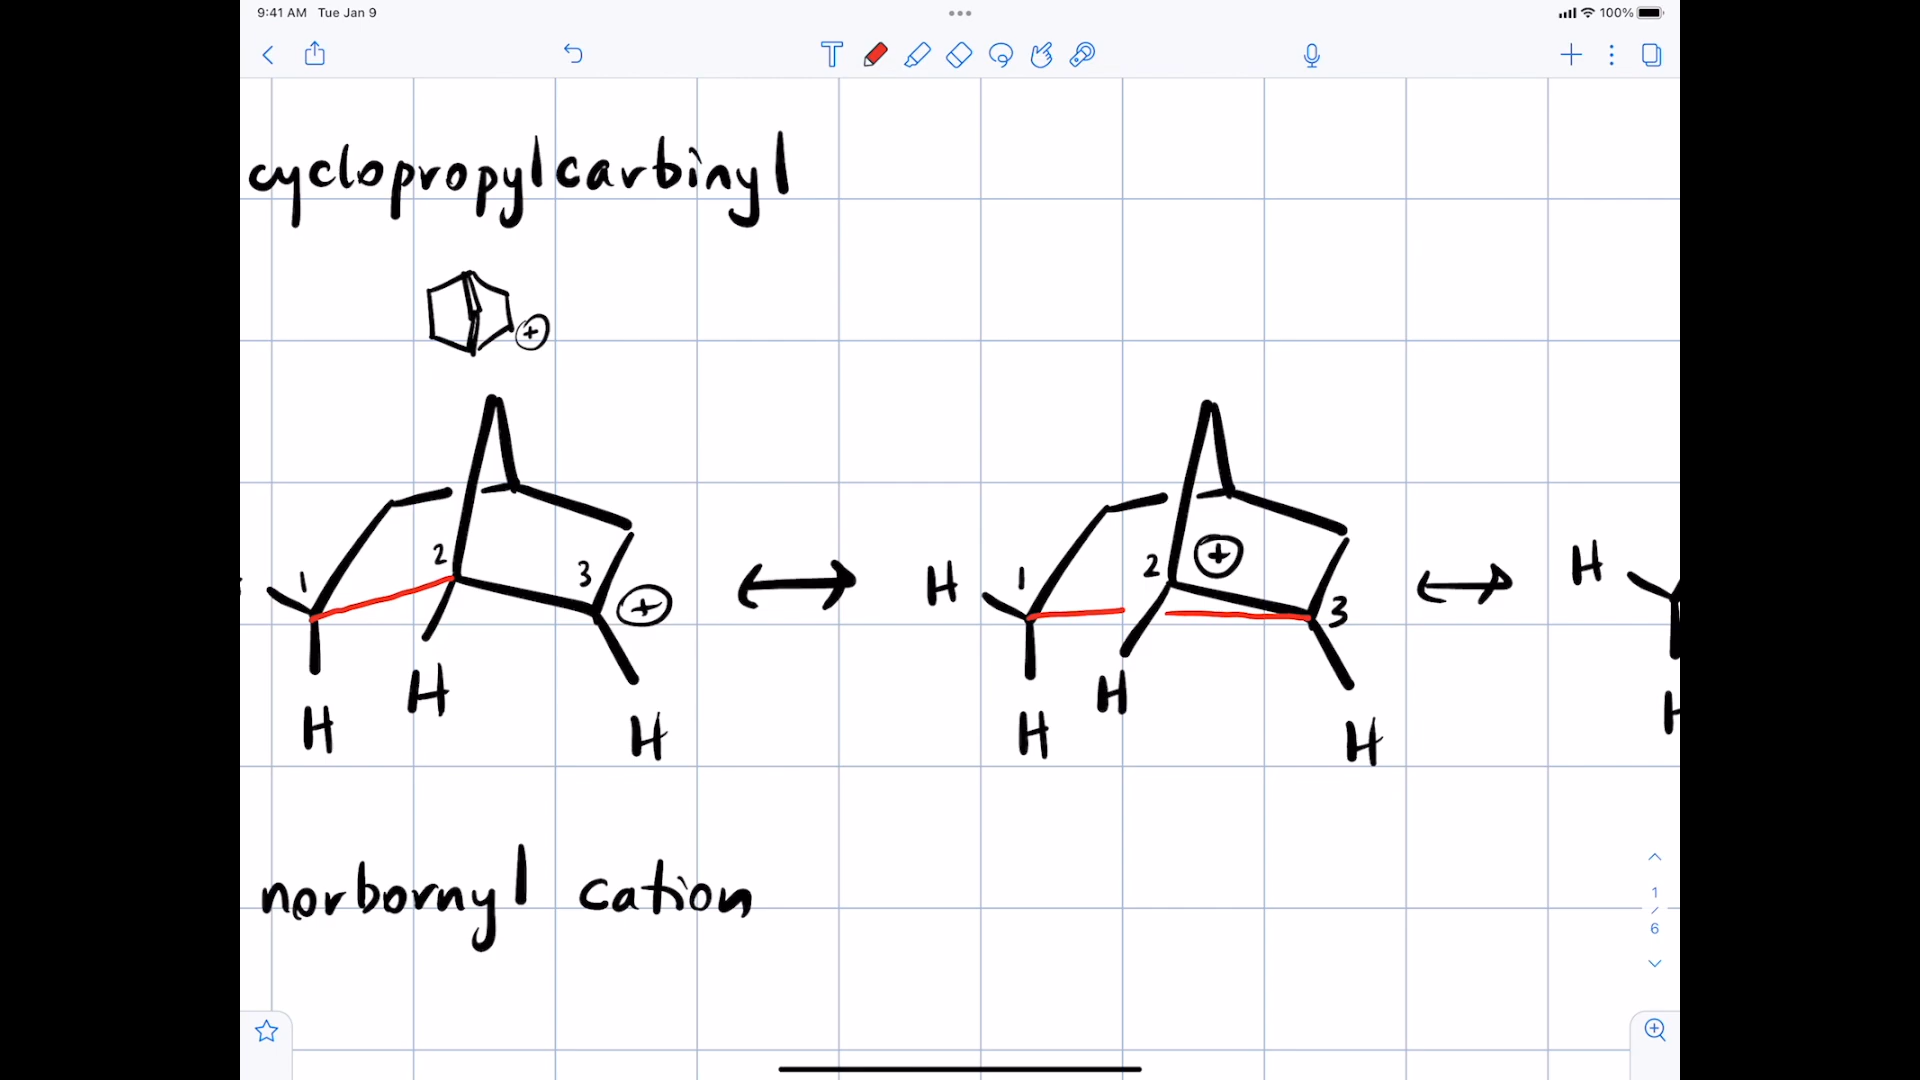 9:41 AM Tue Jan 9
100%
T
cyclopropylcarbinyl
+
1 2 3 +
H H H
H 1 2 + 3
H H H
H
H
norbornyl cation
1
/
6